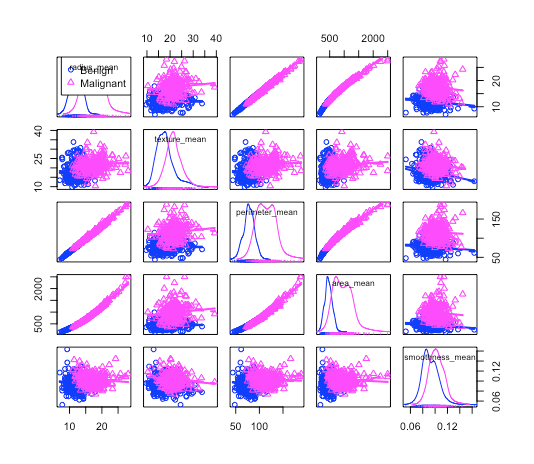 10 20 30 40
500 2000
radius_mean
Benign
Malignant
10 20
texture_mean
10 25 40
perimeter_mean
50 150
area_mean
500 2000
smoothness_mean
0.06 0.12
10 20
50 100
0.06 0.12